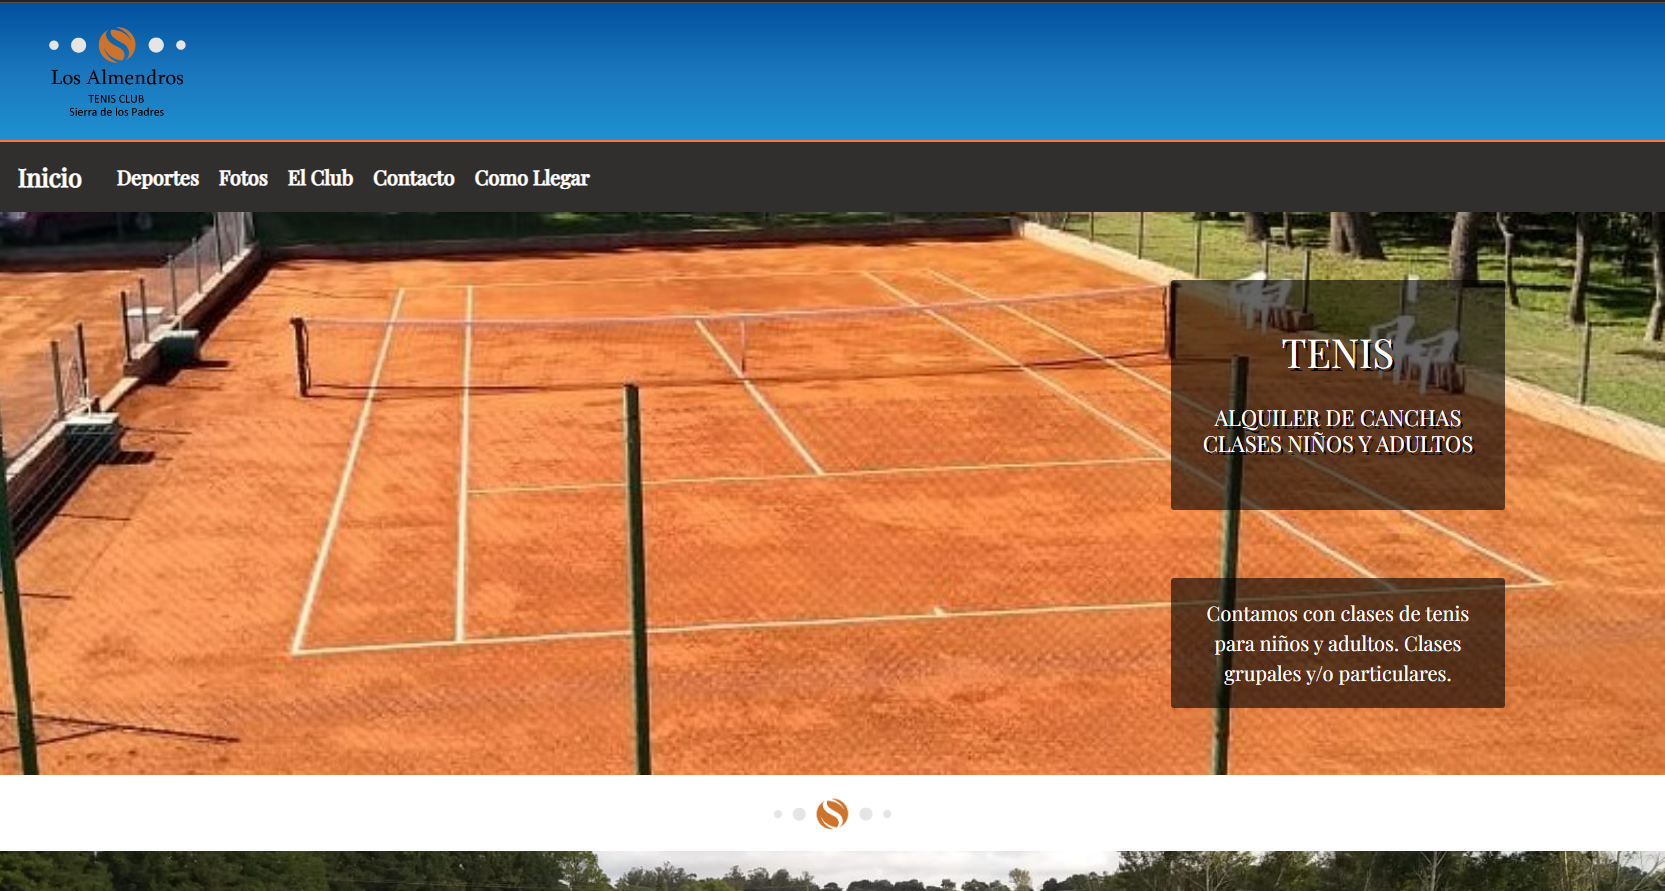 Los Almendros
TENIS CLUB
Sierra de los Padres
Inicio Deportes Fotos El Club Contacto Como Llegar
TENIS
ALQUILER DE CANCHAS
CLASES NIÑOS Y ADULTOS
Contamos con clases de tenis
para niños y adultos. Clases
grupales y/o particulares.